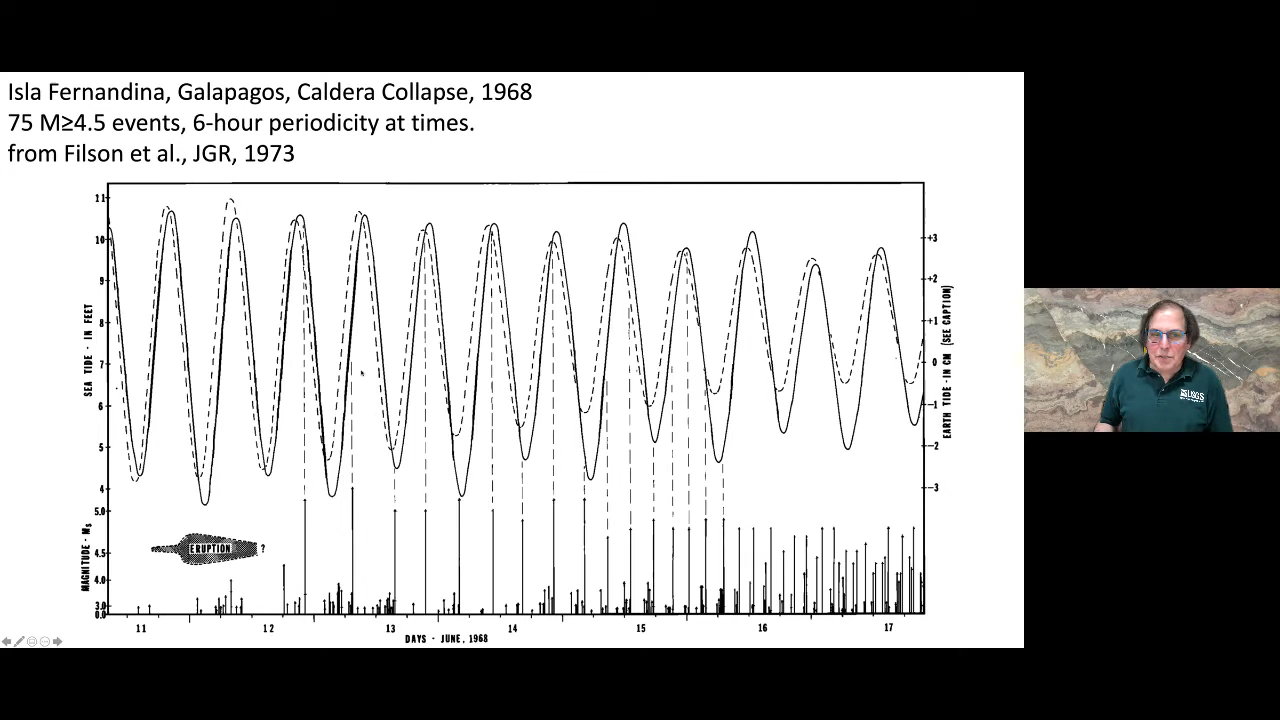 Isla Fernandina, Galapagos, Caldera Collapse, 1968
75 M≥4.5 events, 6-hour periodicity at times.
from Filson et al., JGR, 1973
SEA TIDE - IN FEET
11
10
9
8
7
6
5
4
+3
+2
+1
0
-1
-2
-3
EARTH TIDE - IN CM (SEE CAPTION)
MAGNITUDE - Ms
5.0
4.5
4.0
3.0
0.0
ERUPTION ?
11 12 13 14 15 16 17
DAYS - JUNE, 1968
USGS